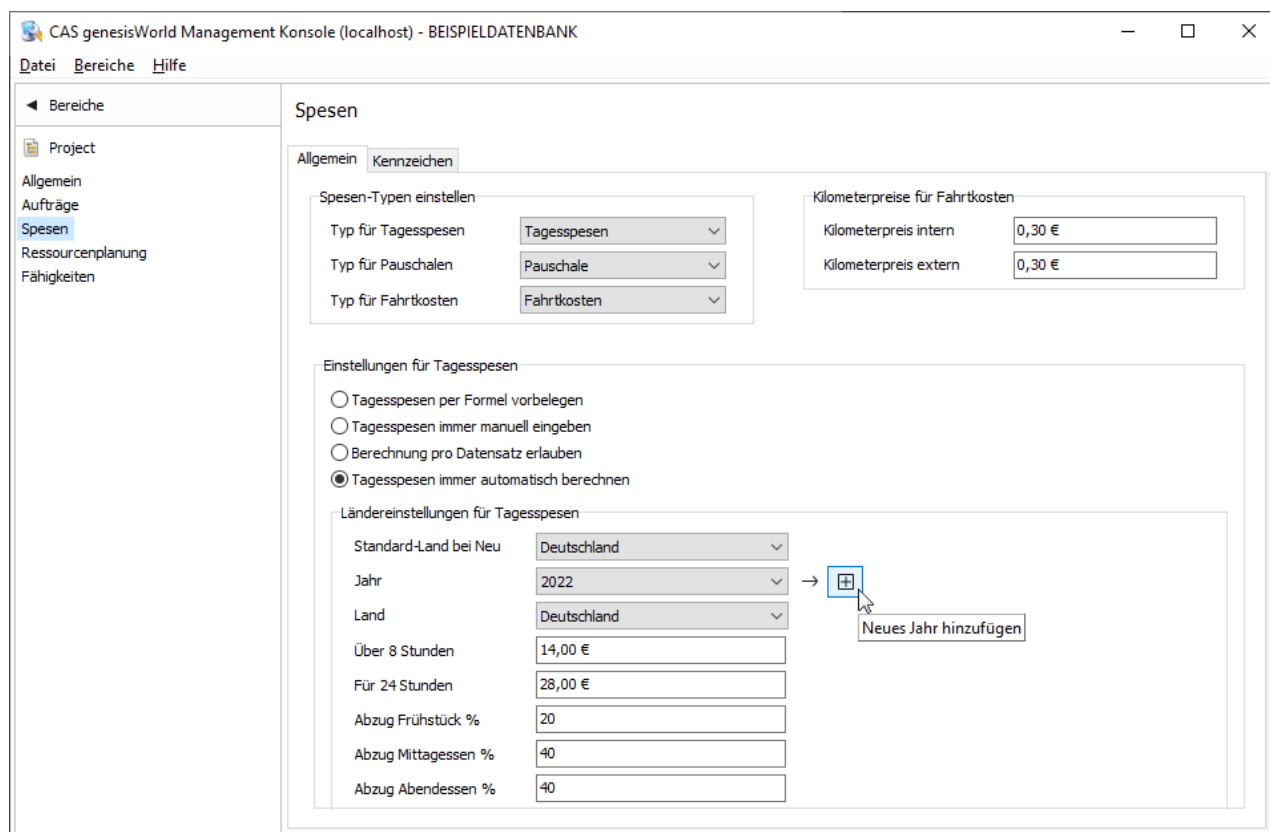 CAS genesisWorld Management Konsole (localhost) - BEISPIELDATENBANK
Datei Bereiche Hilfe
Bereiche
Project
Allgemein
Aufträge
Spesen
Ressourcenplanung
Fähigkeiten
Spesen
Allgemein Kennzeichen
Spesen-Typen einstellen
Typ für Tagesspesen Tagesspesen
Typ für Pauschalen Pauschale
Typ für Fahrtkosten Fahrtkosten
Kilometerpreise für Fahrtkosten
Kilometerpreis intern 0,30 €
Kilometerpreis extern 0,30 €
Einstellungen für Tagesspesen
Tagesspesen per Formel vorbelegen
Tagesspesen immer manuell eingeben
Berechnung pro Datensatz erlauben
Tagesspesen immer automatisch berechnen
Ländereinstellungen für Tagesspesen
Standard-Land bei Neu Deutschland
Jahr 2022 →
Neues Jahr hinzufügen
Land Deutschland
Über 8 Stunden 14,00 €
Für 24 Stunden 28,00 €
Abzug Frühstück % 20
Abzug Mittagessen % 40
Abzug Abendessen % 40